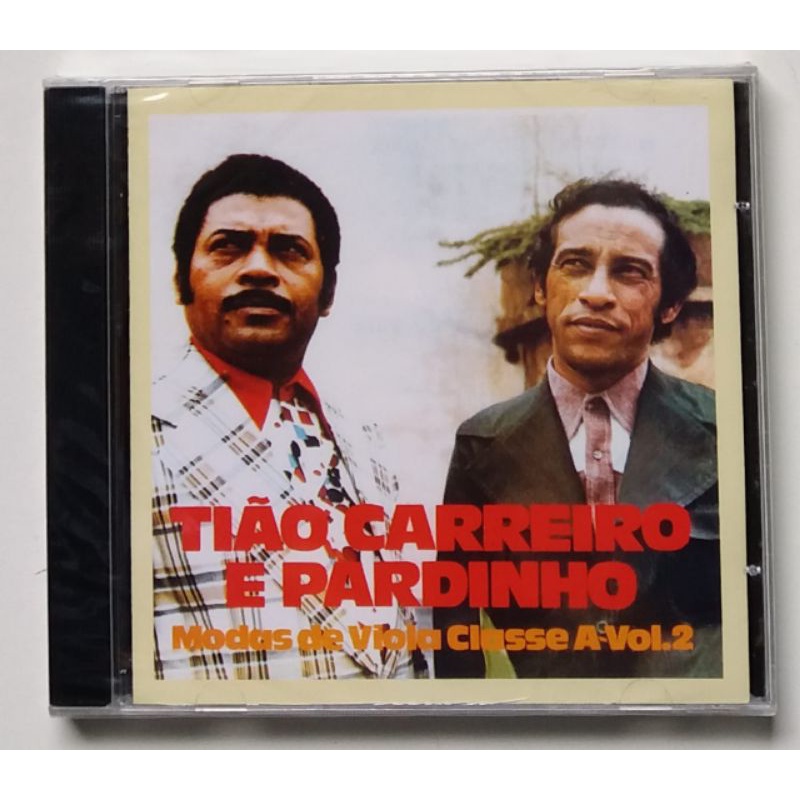 TIÃO CARREIRO
E PARDINHO
Modas de Viola Classe A Vol.2